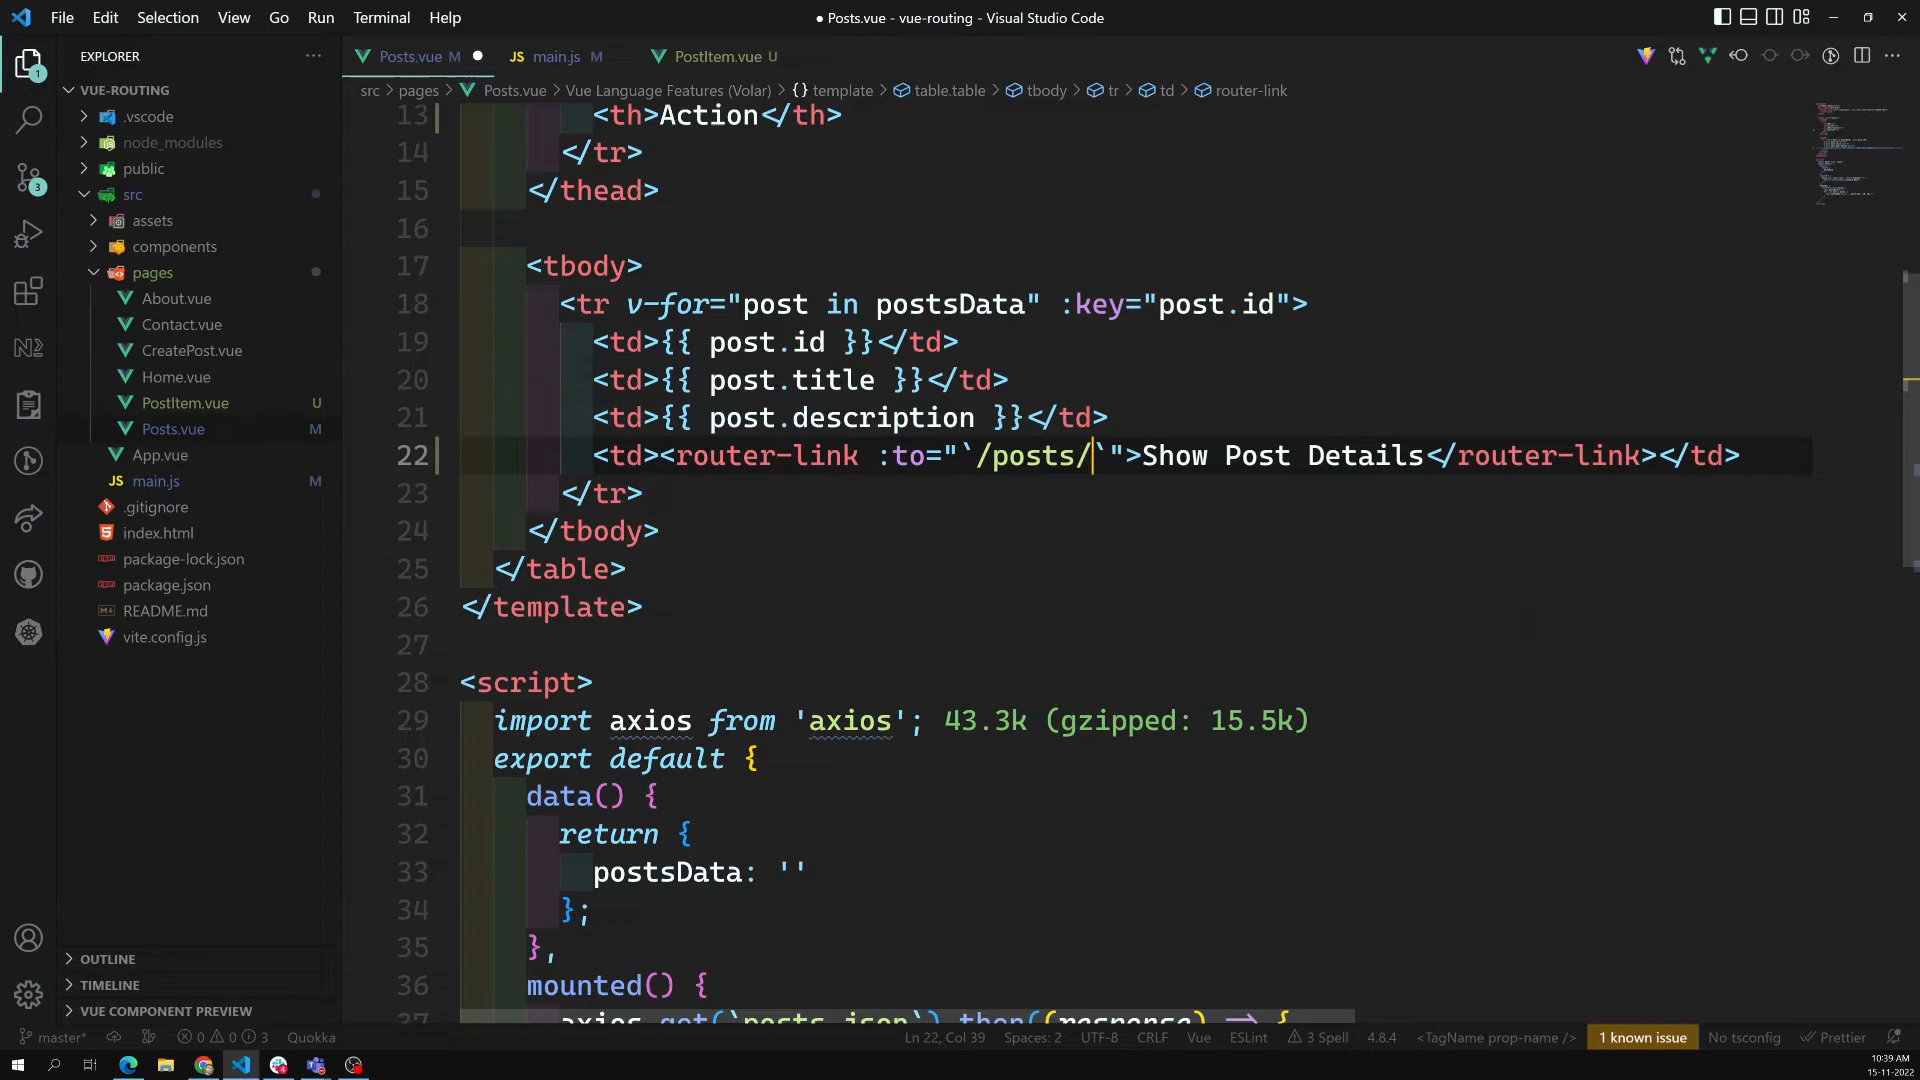 File Edit Selection View Go Run Terminal Help
● Posts.vue - vue-routing - Visual Studio Code
EXPLORER
Posts.vue M
JS main.js M
PostItem.vue U
src > pages > Posts.vue > Vue Language Features (Volar) > {} template > table.table > tbody > tr > td > router-link
VUE-ROUTING
.vscode
node_modules
public
src
assets
components
pages
About.vue
Contact.vue
CreatePost.vue
Home.vue
PostItem.vue U
Posts.vue M
App.vue
JS main.js M
.gitignore
index.html
package-lock.json
package.json
README.md
vite.config.js
OUTLINE
TIMELINE
VUE COMPONENT PREVIEW
1
3
13 <th>Action</th>
14 </tr>
15 </thead>
16
17 <tbody>
18 <tr v-for="post in postsData" :key="post.id">
19 <td>{{ post.id }}</td>
20 <td>{{ post.title }}</td>
21 <td>{{ post.description }}</td>
22 <td><router-link :to="`/posts/`">Show Post Details</router-link></td>
23 </tr>
24 </tbody>
25 </table>
26 </template>
27
28 <script>
29 import axios from 'axios'; 43.3k (gzipped: 15.5k)
30 export default {
31 data() {
32 return {
33 postsData: ''
34 };
35 },
36 mounted() {
37 axios.get(`posts.json`).then((response) => {
master* 0 0 3 Quokka
Ln 22, Col 39 Spaces: 2 UTF-8 CRLF Vue ESLint 3 Spell 4.8.4 <TagName prop-name /> 1 known issue No tsconfig Prettier
10:39 AM
15-11-2022